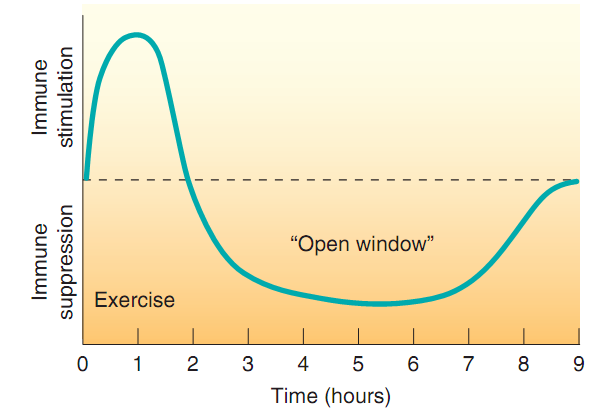 Immune
stimulation
Immune
suppression
“Open window”
Exercise
0 1 2 3 4 5 6 7 8 9
Time (hours)